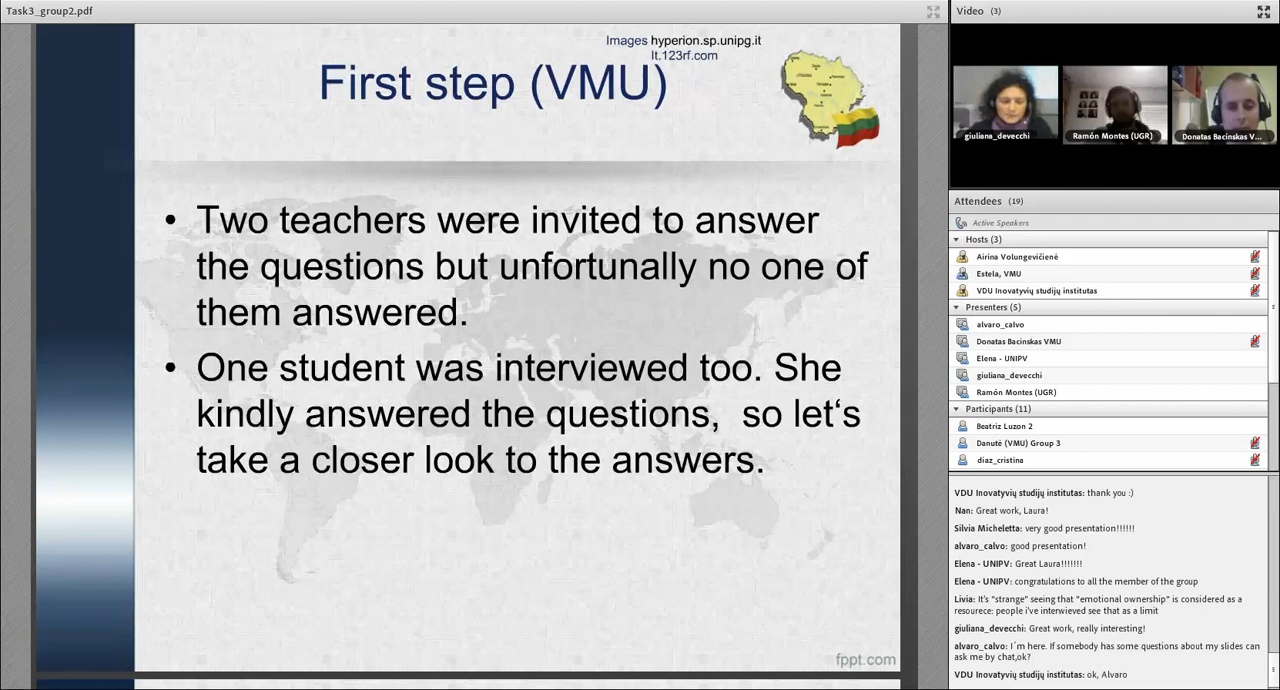 Task3_group2.pdf
Images hyperion.sp.unipg.it
lt.123rf.com
First step (VMU)
• Two teachers were invited to answer
the questions but unfortunally no one of
them answered.
• One student was interviewed too. She
kindly answered the questions,  so let‘s
take a closer look to the answers.
fppt.com
Video (3)
giuliana_devecchi
Ramón Montes (UGR)
Donatas Bacinskas V...
Attendees (19)
Active Speakers
Hosts (3)
Airina Volungevičienė
Estela, VMU
VDU Inovatyvių studijų institutas
Presenters (5)
alvaro_calvo
Donatas Bacinskas VMU
Elena - UNIPV
giuliana_devecchi
Ramón Montes (UGR)
Participants (11)
Beatriz Luzon 2
Danutė (VMU) Group 3
diaz_cristina
VDU Inovatyvių studijų institutas: thank you :)
Nan: Great work, Laura!
Silvia Micheletta: very good presentation!!!!!!
alvaro_calvo: good presentation!
Elena - UNIPV: Great Laura!!!!!!!
Elena - UNIPV: congratulations to all the member of the group
Livia: It's "strange" seeing that "emotional ownership" is considered as a
resourece: people i've interwieved see that as a limit
giuliana_devecchi: Great work, really interesting!
alvaro_calvo: I´m here. If somebody has some questions about my slides can
ask me by chat,ok?
VDU Inovatyvių studijų institutas: ok, Alvaro